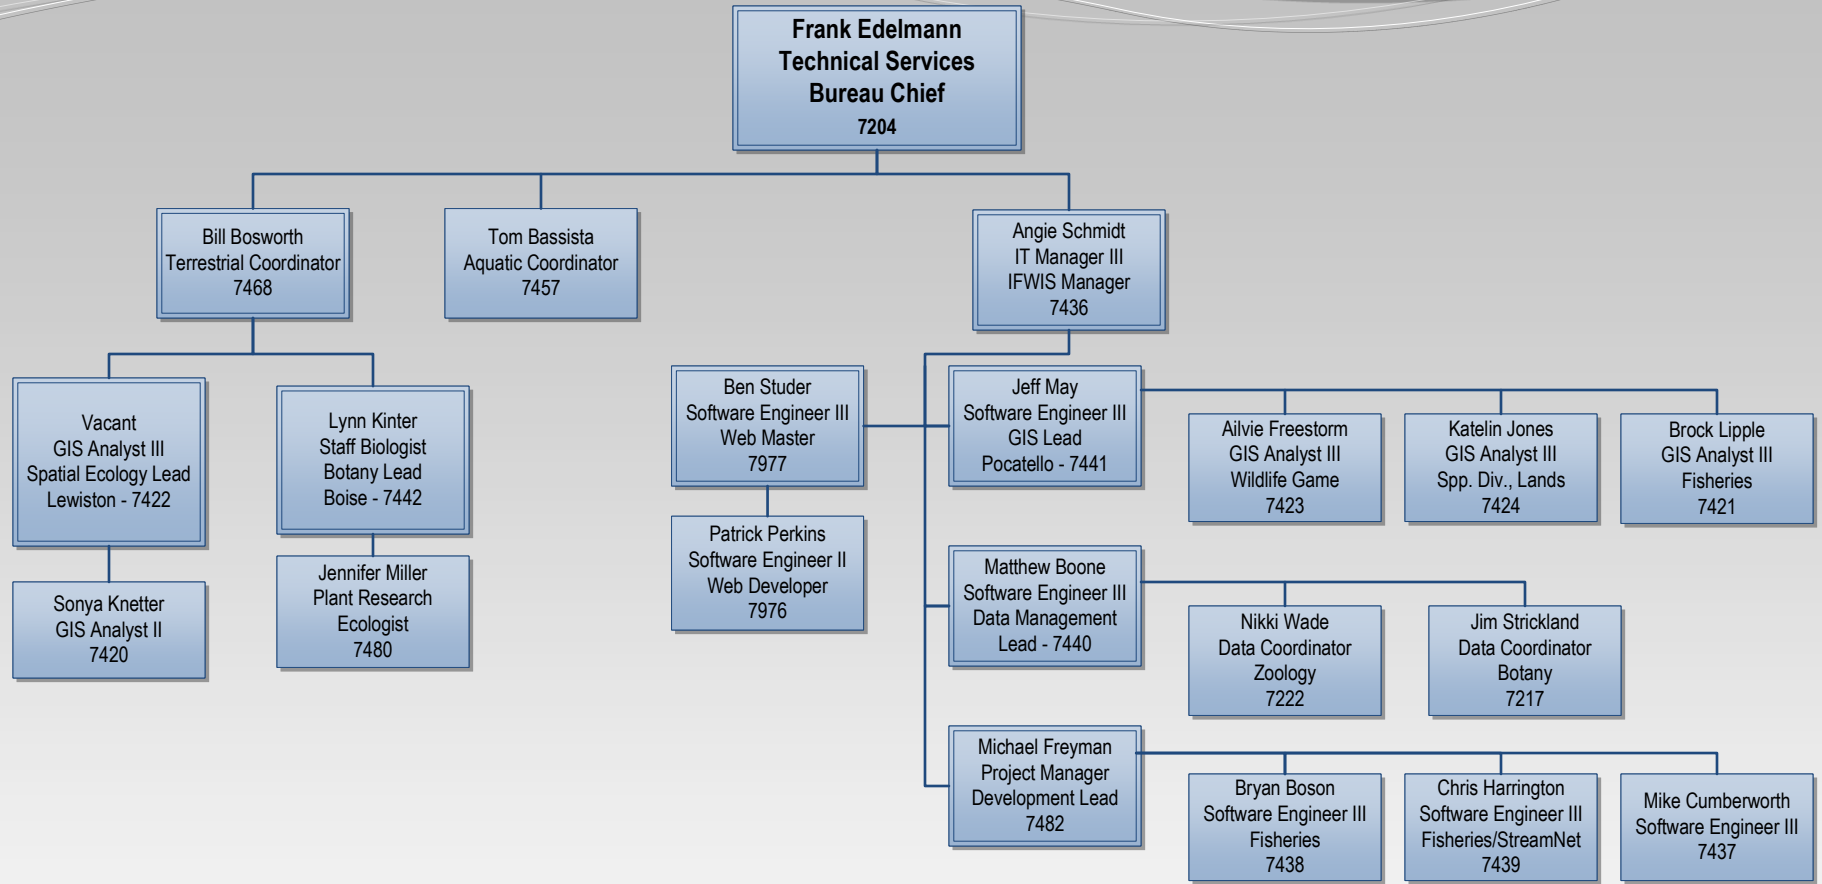 Frank Edelmann
Technical Services
Bureau Chief
7204
Bill Bosworth
Terrestrial Coordinator
7468
Tom Bassista
Aquatic Coordinator
7457
Angie Schmidt
IT Manager III
IFWIS Manager
7436
Vacant
GIS Analyst III
Spatial Ecology Lead
Lewiston - 7422
Lynn Kinter
Staff Biologist
Botany Lead
Boise - 7442
Sonya Knetter
GIS Analyst II
7420
Jennifer Miller
Plant Research
Ecologist
7480
Ben Studer
Software Engineer III
Web Master
7977
Patrick Perkins
Software Engineer II
Web Developer
7976
Jeff May
Software Engineer III
GIS Lead
Pocatello - 7441
Ailvie Freestorm
GIS Analyst III
Wildlife Game
7423
Katelin Jones
GIS Analyst III
Spp. Div., Lands
7424
Brock Lipple
GIS Analyst III
Fisheries
7421
Matthew Boone
Software Engineer III
Data Management
Lead - 7440
Nikki Wade
Data Coordinator
Zoology
7222
Jim Strickland
Data Coordinator
Botany
7217
Michael Freyman
Project Manager
Development Lead
7482
Bryan Boson
Software Engineer III
Fisheries
7438
Chris Harrington
Software Engineer III
Fisheries/StreamNet
7439
Mike Cumberworth
Software Engineer III
7437